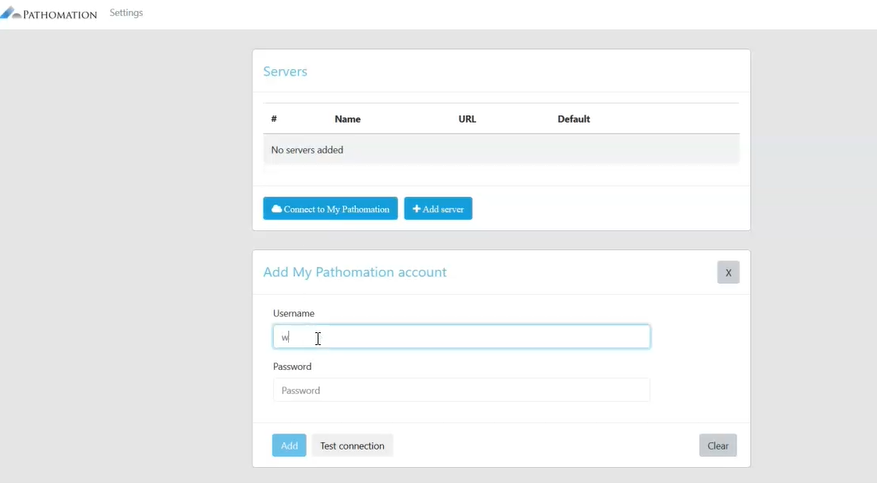 PATHOMATION Settings
Servers
# Name URL Default
No servers added
Connect to My Pathomation + Add server
Add My Pathomation account X
Username
w
Password
Password
Add Test connection Clear